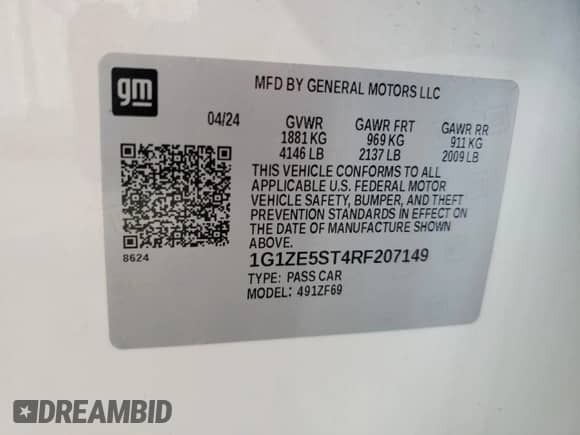 gm
MFD BY GENERAL MOTORS LLC
04/24 GVWR GAWR FRT GAWR RR
1881 KG 969 KG 911 KG
4146 LB 2137 LB 2009 LB
THIS VEHICLE CONFORMS TO ALL
APPLICABLE U.S. FEDERAL MOTOR
VEHICLE SAFETY, BUMPER, AND THEFT
PREVENTION STANDARDS IN EFFECT ON
THE DATE OF MANUFACTURE SHOWN
ABOVE.
8624
1G1ZE5ST4RF207149
TYPE: PASS CAR
MODEL: 491ZF69
DREAMBID